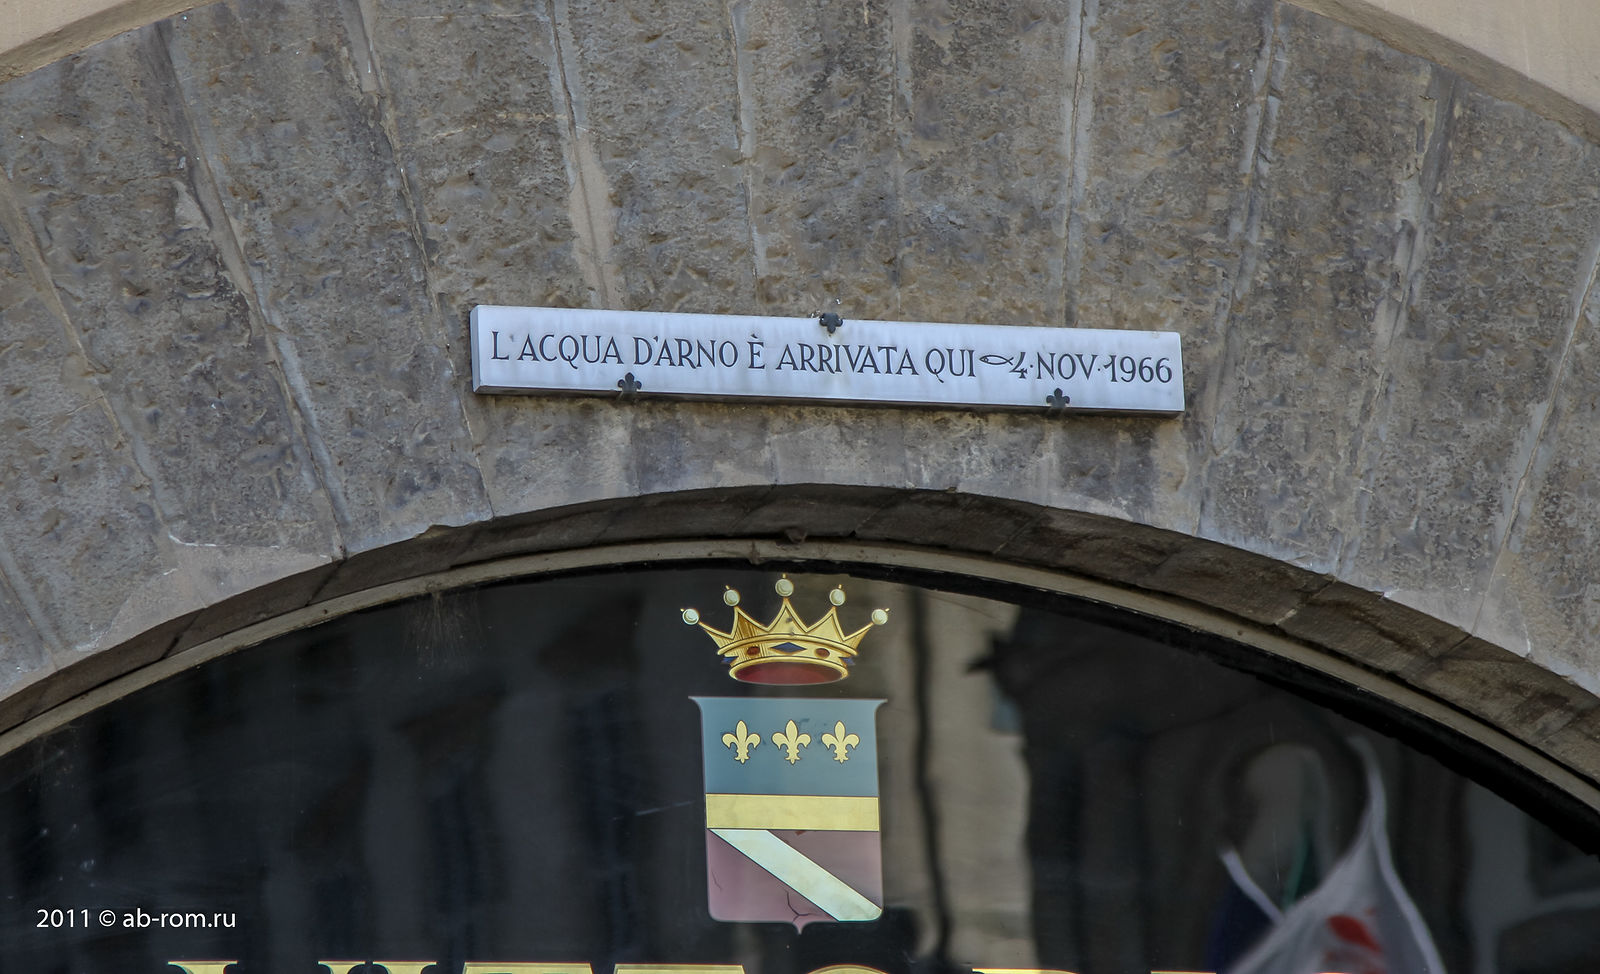 L'ACQUA D'ARNO È ARRIVATA QUI 4·NOV·1966
2011 © ab-rom.ru